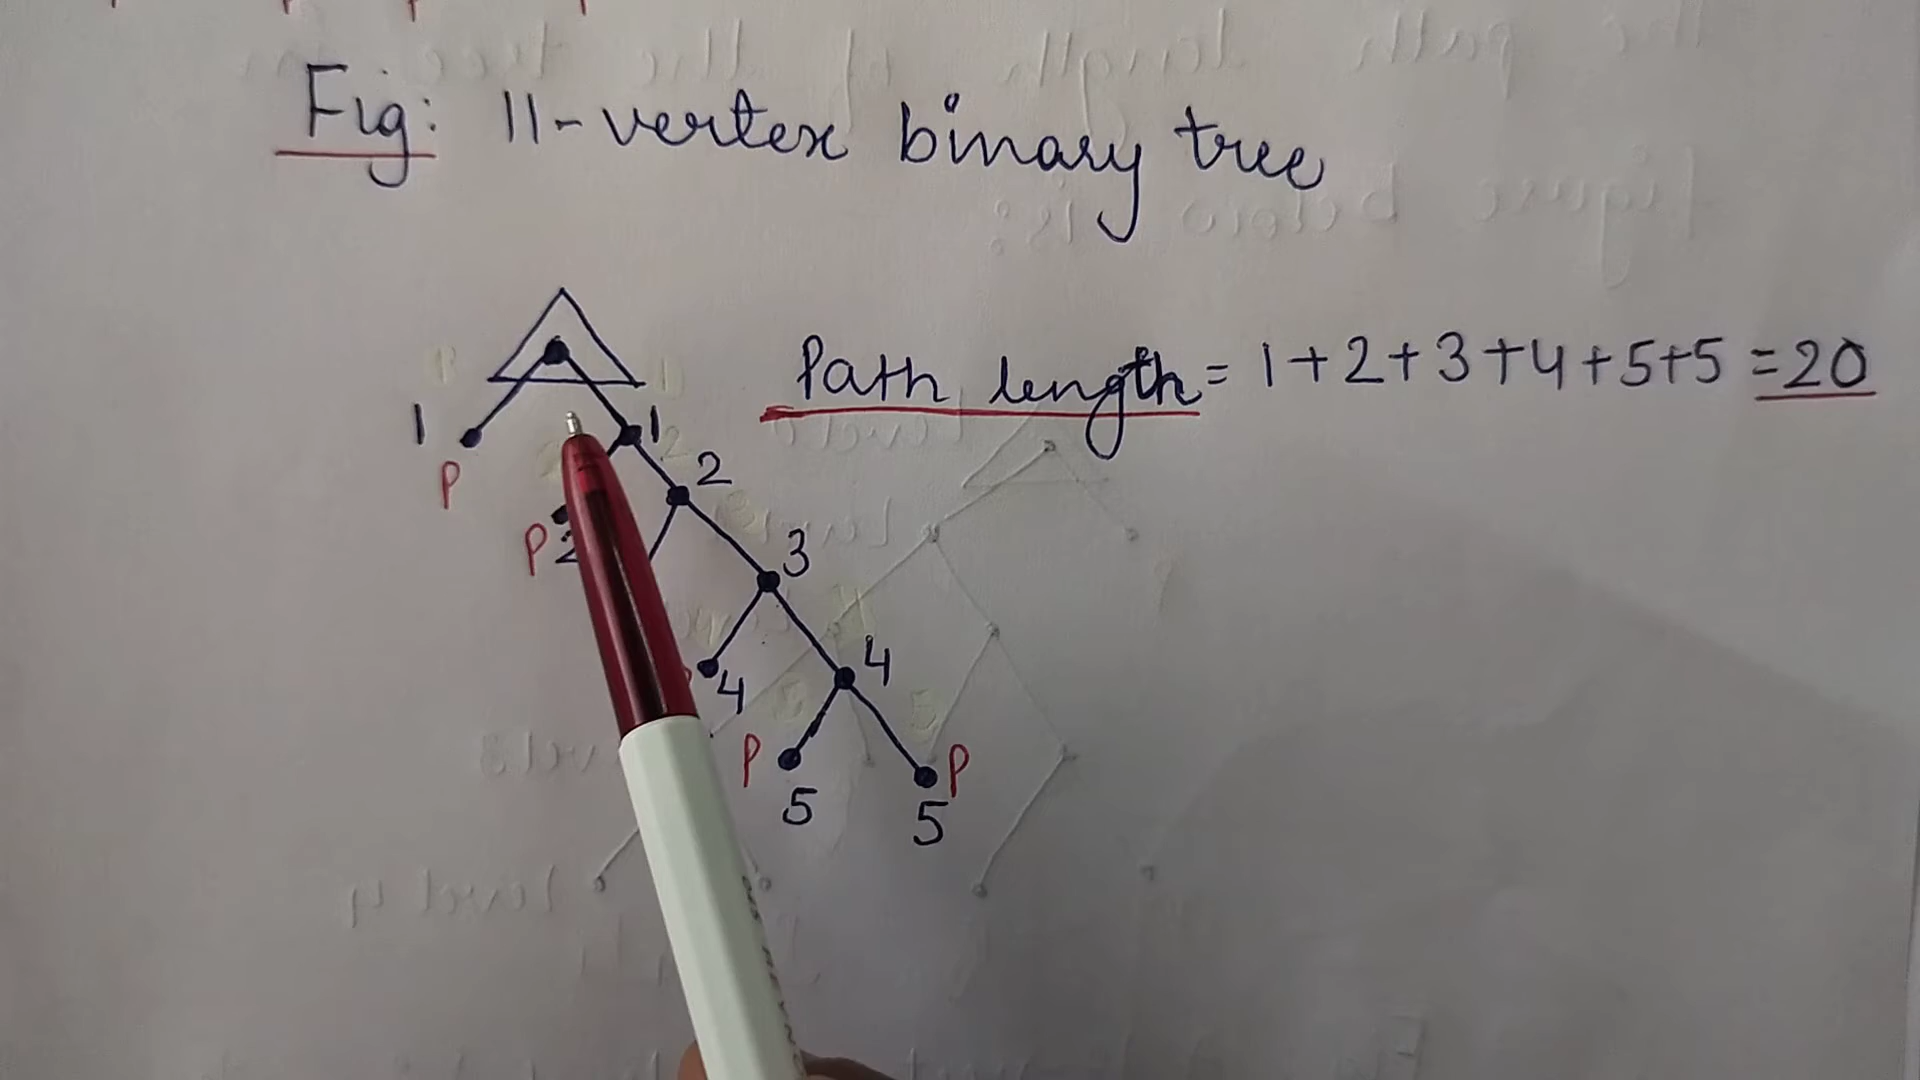 Fig: 11-vertex binary tree
Path length = 1+2+3+4+5+5 = 20
1 1
P 2
P 2 3
4 4
P P
5 5